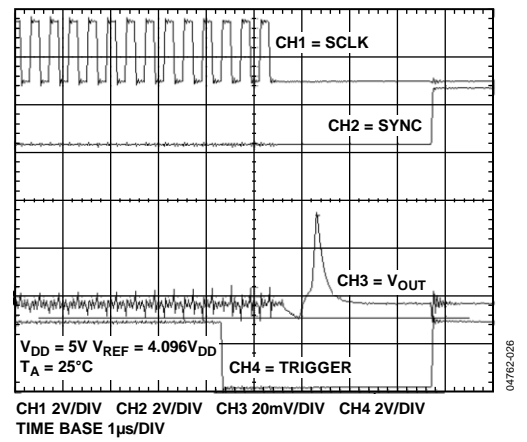 CH1 = SCLK
CH2 = SYNC
CH3 = VOUT
VDD = 5V VREF = 4.096VDD
TA = 25°C
CH4 = TRIGGER
CH1 2V/DIV CH2 2V/DIV CH3 20mV/DIV CH4 2V/DIV
TIME BASE 1µs/DIV
04762-026